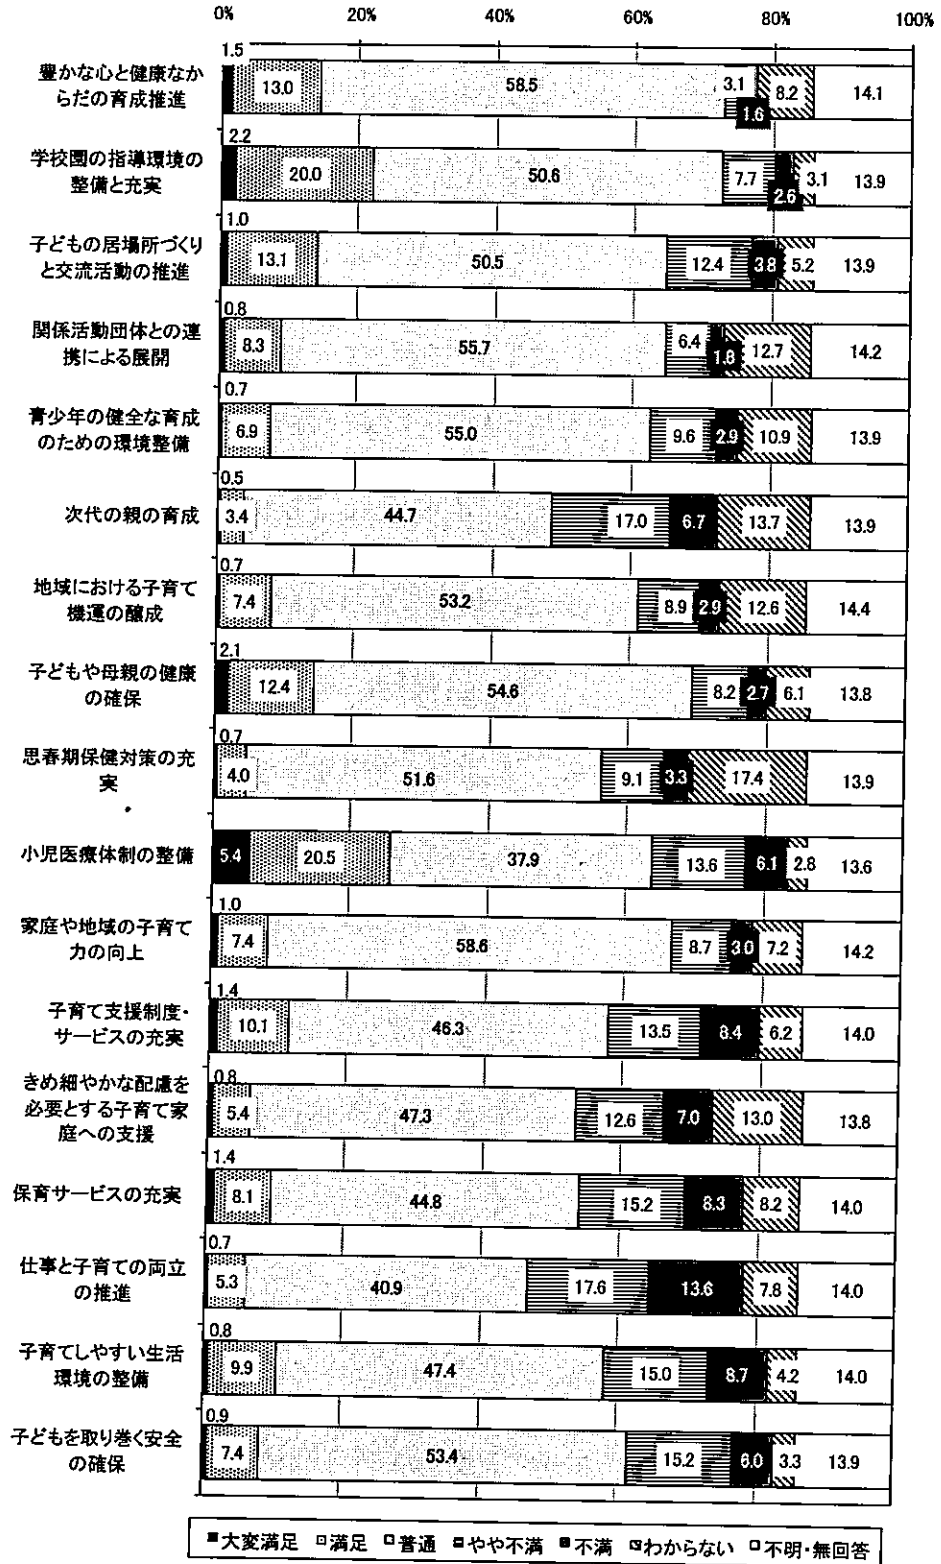 0% 20% 40% 60% 80% 100%
1.5
豊かな心と健康なか
らだの育成推進
13.0 58.5 3.1 1.6 8.2 14.1
2.2
学校園の指導環境の
整備と充実
20.0 50.6 7.7 2.6 3.1 13.9
1.0
子どもの居場所づくり
と交流活動の推進
13.1 50.5 12.4 3.8 5.2 13.9
0.8
関係活動団体との連
携による展開
8.3 55.7 6.4 1.8 12.7 14.2
0.7
青少年の健全な育成
のための環境整備
6.9 55.0 9.6 2.9 10.9 13.9
0.5
次代の親の育成
3.4 44.7 17.0 6.7 13.7 13.9
0.7
地域における子育て
機運の醸成
7.4 53.2 8.9 2.9 12.6 14.4
2.1
子どもや母親の健康
の確保
12.4 54.6 8.2 2.7 6.1 13.8
0.7
思春期保健対策の充
実
4.0 51.6 9.1 3.3 17.4 13.9
小児医療体制の整備
5.4 20.5 37.9 13.6 6.1 2.8 13.6
1.0
家庭や地域の子育て
力の向上
7.4 58.6 8.7 3.0 7.2 14.2
1.4
子育て支援制度・
サービスの充実
10.1 46.3 13.5 8.4 6.2 14.0
0.8
きめ細やかな配慮を
必要とする子育て家
庭への支援
5.4 47.3 12.6 7.0 13.0 13.8
1.4
保育サービスの充実
8.1 44.8 15.2 8.3 8.2 14.0
0.7
仕事と子育ての両立
の推進
5.3 40.9 17.6 13.6 7.8 14.0
0.8
子育てしやすい生活
環境の整備
9.9 47.4 15.0 8.7 4.2 14.0
0.9
子どもを取り巻く安全
の確保
7.4 53.4 15.2 6.0 3.3 13.9
大変満足 満足 普通 やや不満 不満 わからない 不明・無回答